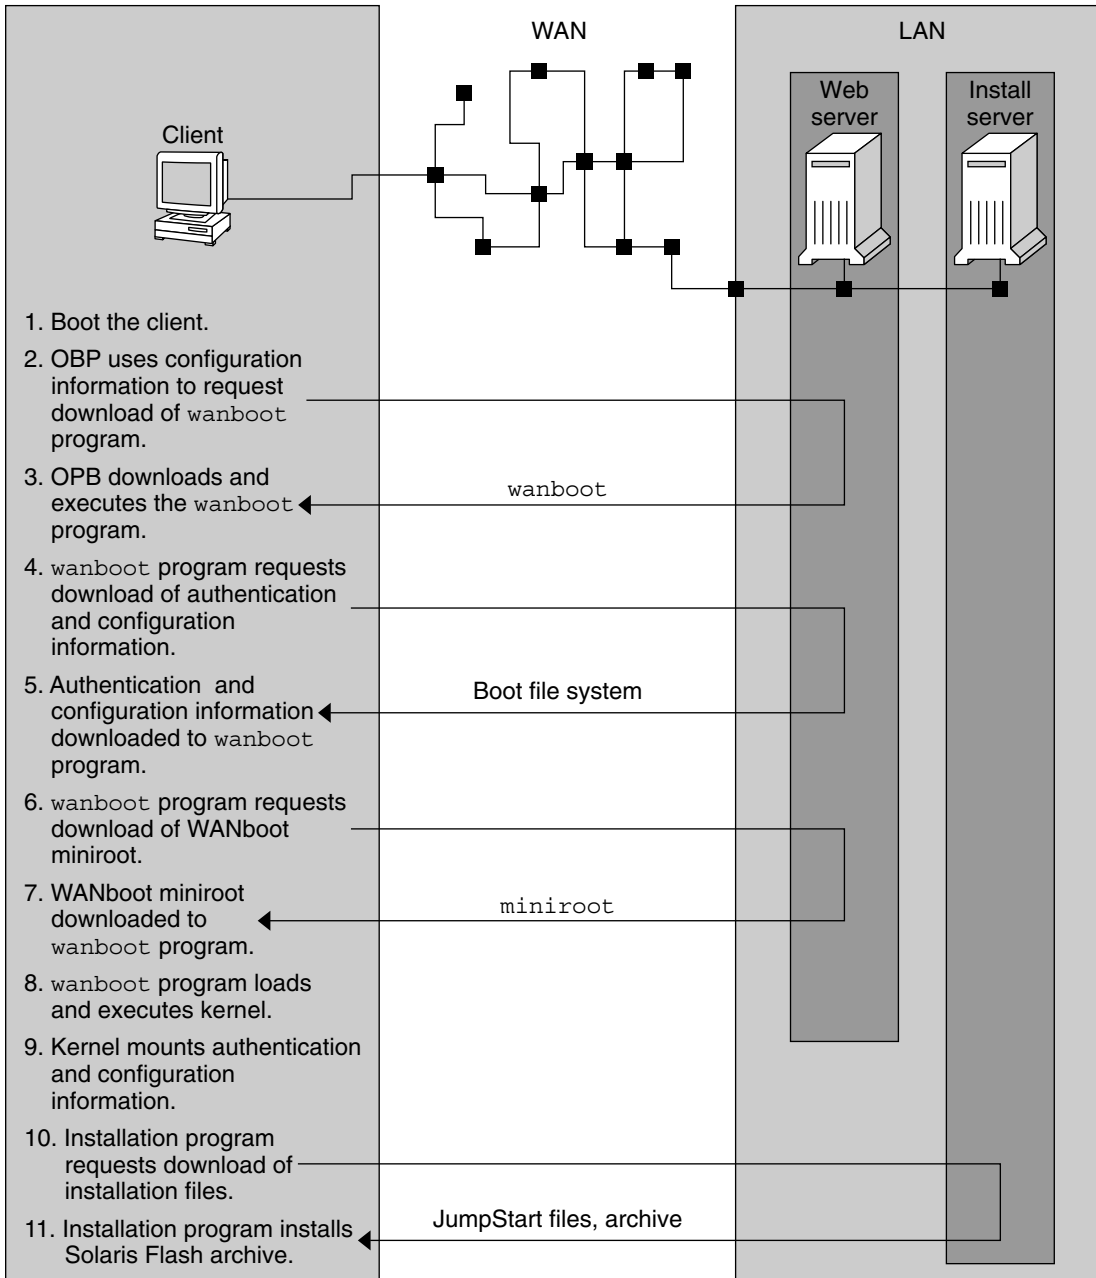 WAN
LAN
Client
Web
server
Install
server
1. Boot the client.
2. OBP uses configuration
information to request
download of wanboot
program.
3. OPB downloads and
executes the wanboot
program.
wanboot
4. wanboot program requests
download of authentication
and configuration
information.
5. Authentication and
configuration information
downloaded to wanboot
program.
Boot file system
6. wanboot program requests
download of WANboot
miniroot.
7. WANboot miniroot
downloaded to
wanboot program.
miniroot
8. wanboot program loads
and executes kernel.
9. Kernel mounts authentication
and configuration
information.
10. Installation program
requests download of
installation files.
11. Installation program installs
Solaris Flash archive.
JumpStart files, archive